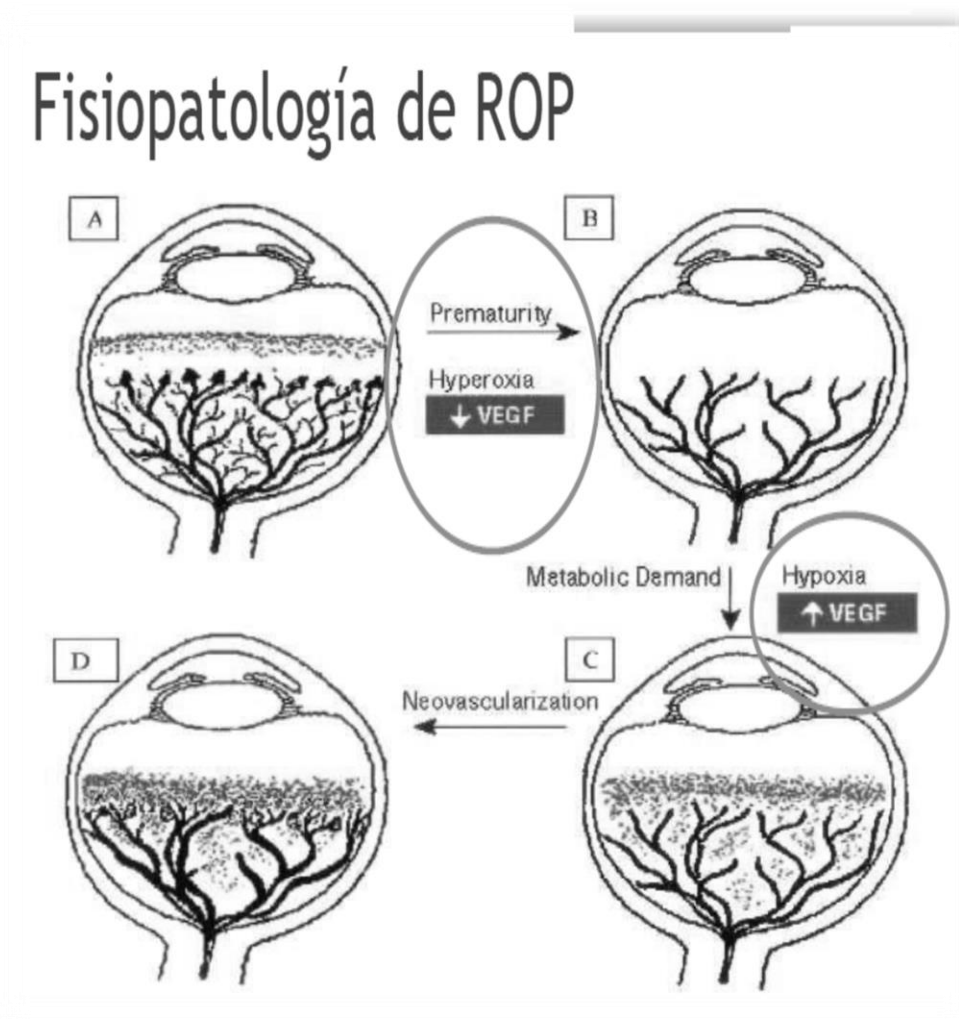 Fisiopatología de ROP
A
B
Prematurity
Hyperoxia
↓ VEGF
Metabolic Demand
Hypoxia
↑ VEGF
D
C
Neovascularization